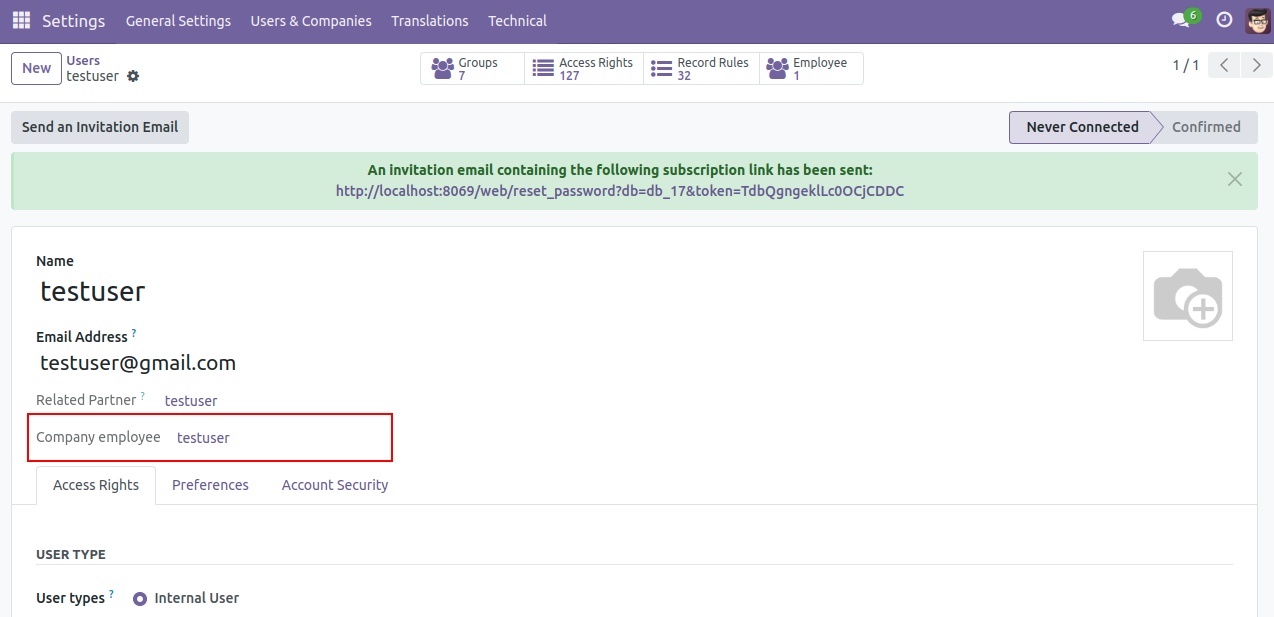 Settings General Settings Users & Companies Translations Technical 6
New Users
testuser
Groups 7
Access Rights 127
Record Rules 32
Employee 1
1 / 1
Send an Invitation Email
Never Connected Confirmed
An invitation email containing the following subscription link has been sent:
http://localhost:8069/web/reset_password?db=db_17&token=TdbQgngeklLc0OCjCDDC
Name
testuser
Email Address ?
testuser@gmail.com
Related Partner ? testuser
Company employee testuser
Access Rights Preferences Account Security
USER TYPE
User types ? Internal User